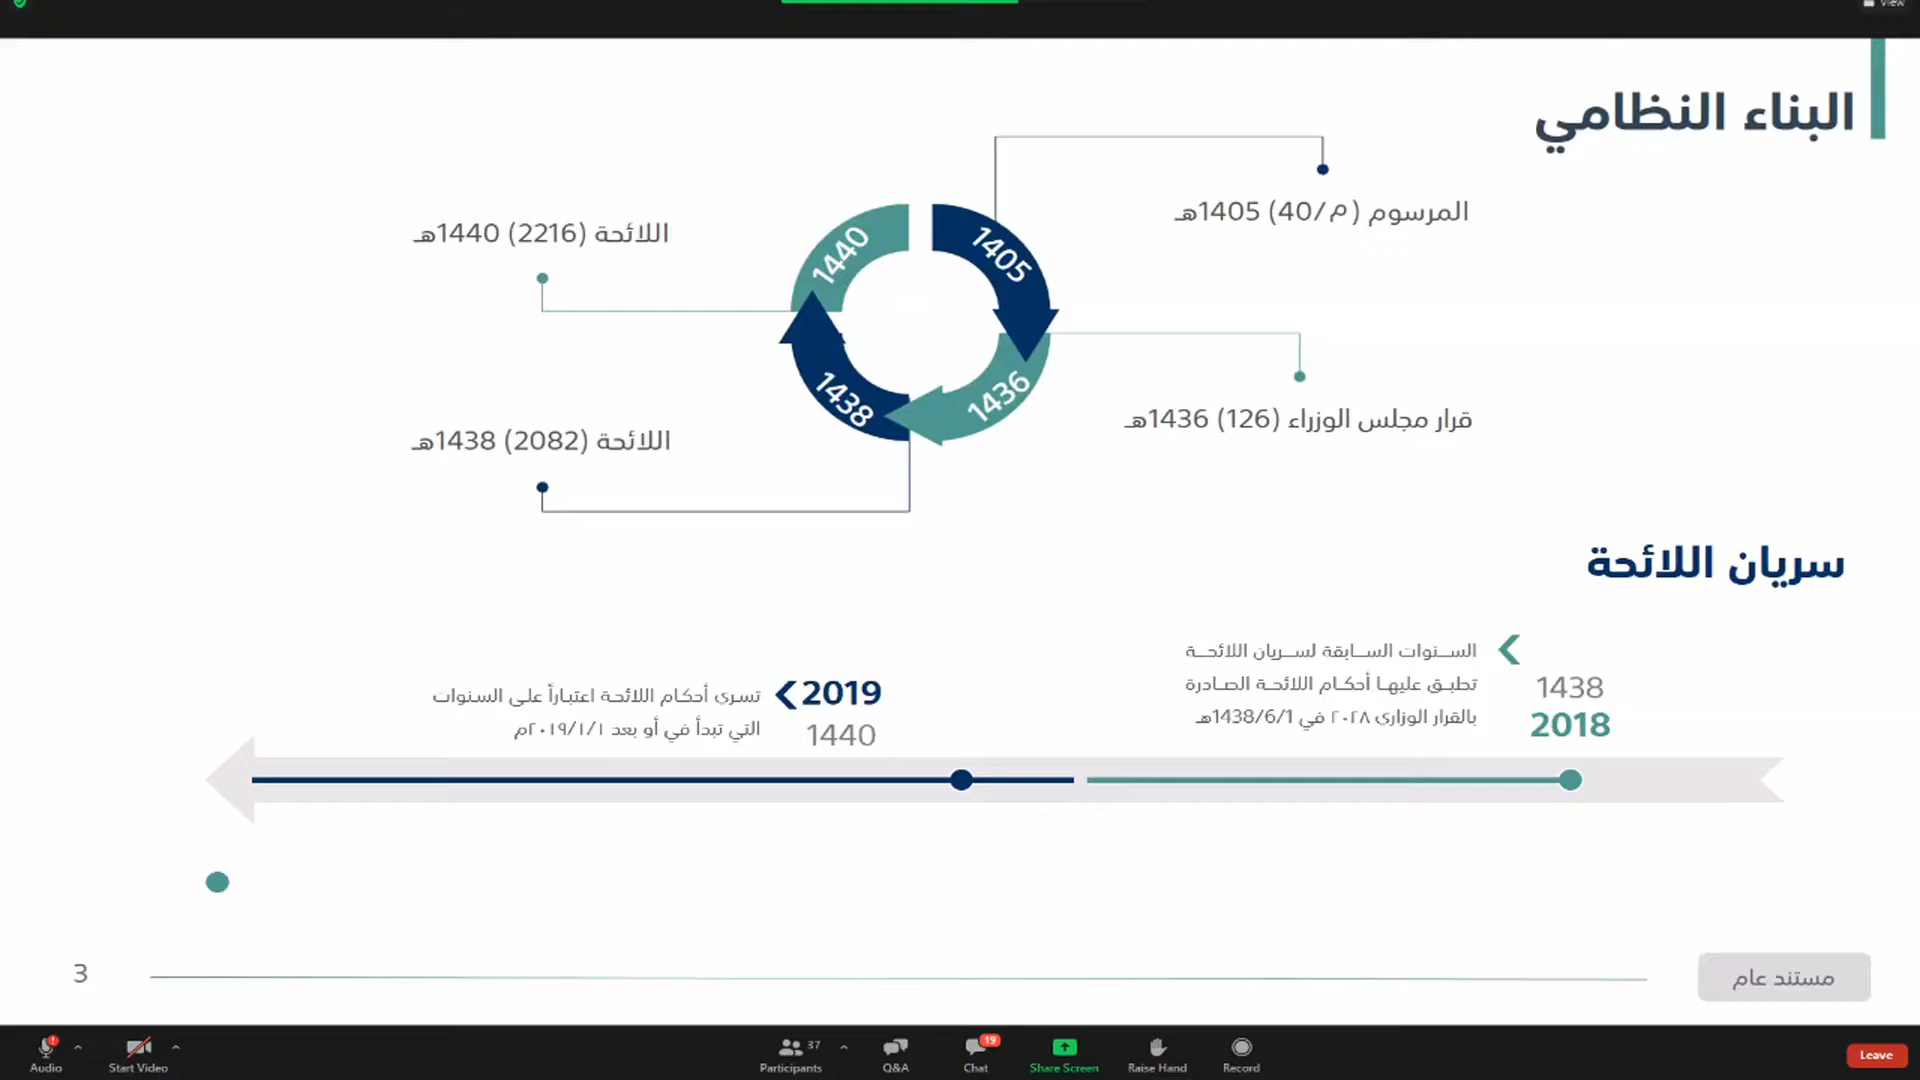 View
البناء النظامي
المرسوم (م/40) 1405هـ
اللائحة (2216) 1440هـ
1405
1440
1436
1438
قرار مجلس الوزراء (126) 1436هـ
اللائحة (2082) 1438هـ
سريان اللائحة
السنوات السابقة لسريان اللائحة
تطبق عليها أحكام اللائحة الصادرة
بالقرار الوزاري ٢٠٢٨ في 1438/6/1هـ
1438
2018
2019
1440
تسري أحكام اللائحة اعتباراً على السنوات
التي تبدأ في أو بعد ٢٠١٩/١/١م
مستند عام
3
Audio
Start Video
37
Participants
Q&A
19
Chat
Share Screen
Raise Hand
Record
Leave